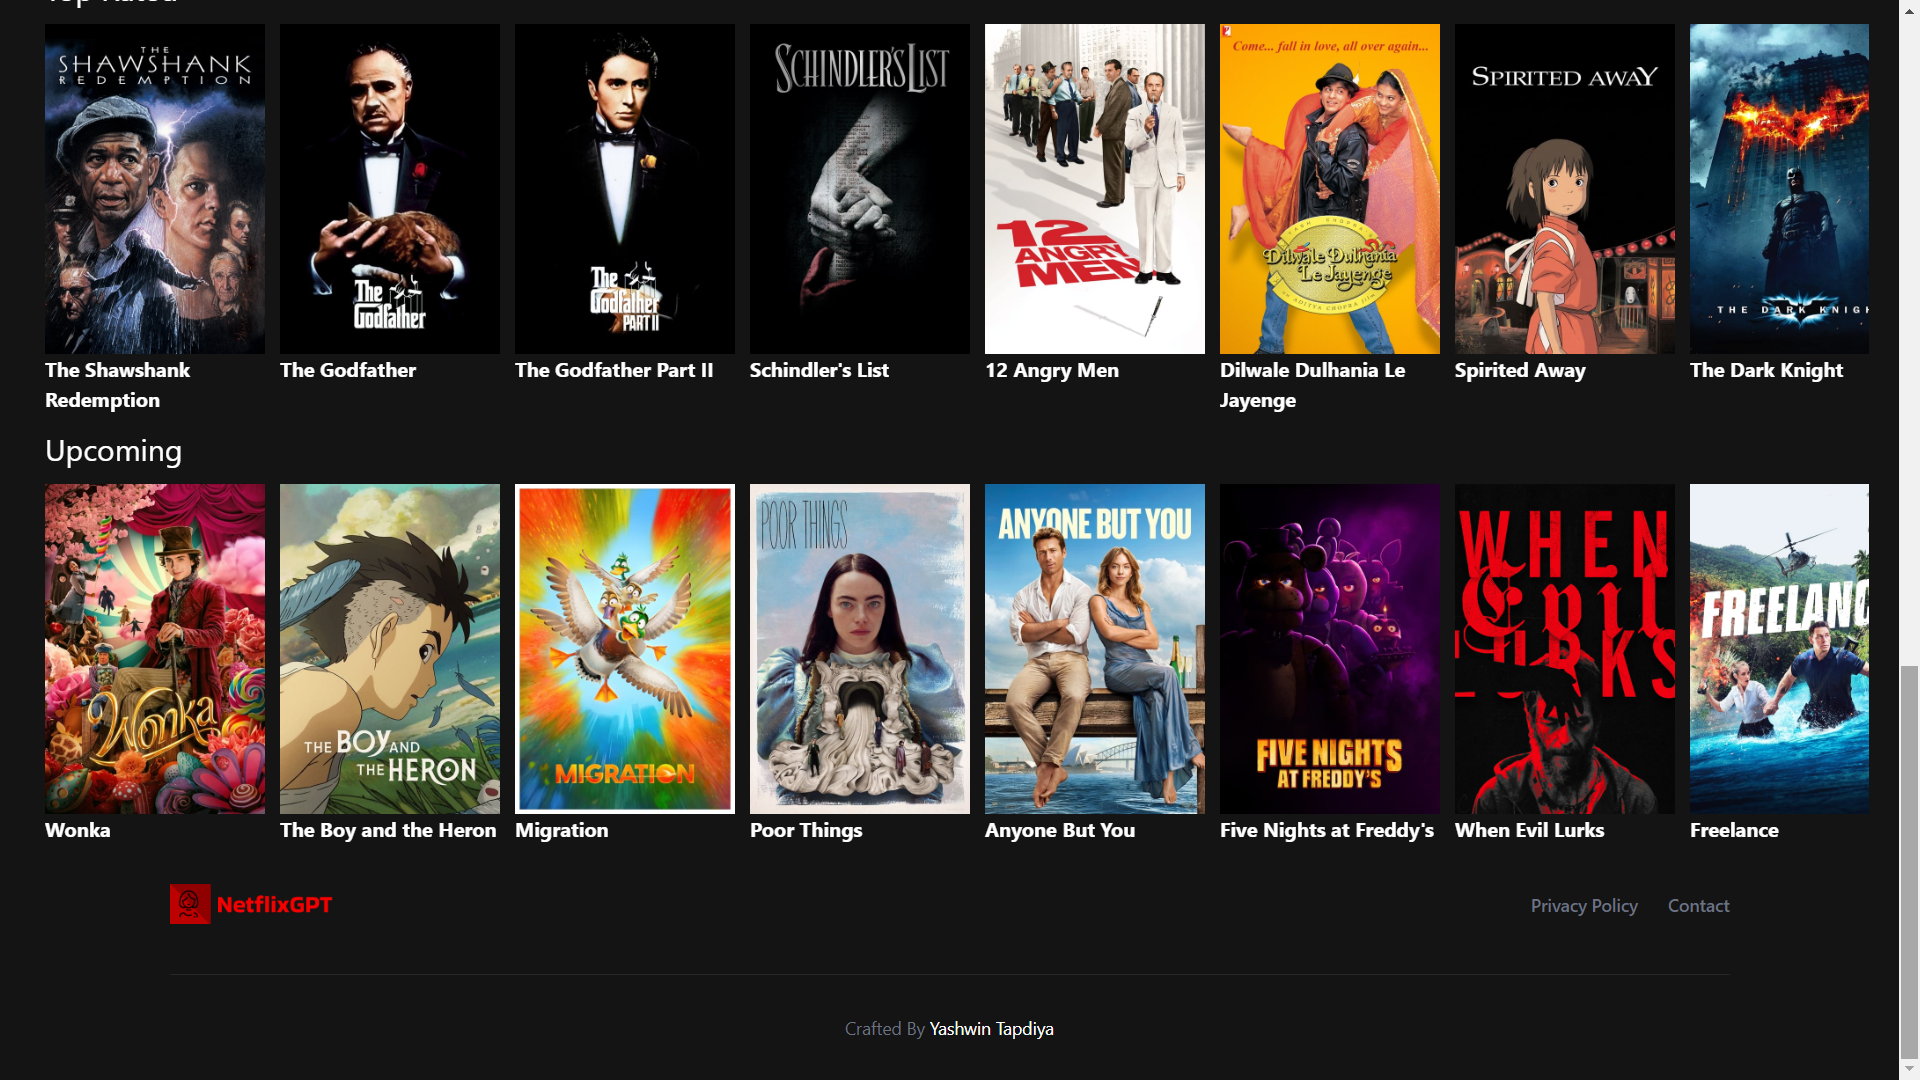 Top Rated
THE
SHAWSHANK
REDEMPTION
The
Godfather
The
Godfather
PART II
SCHINDLER'S LIST
12
ANGRY
MEN
Come... fall in love, all over again...
Dilwale Dulhania
Le Jayenge
SPIRITED AWAY
THE DARK KNIGH
The Shawshank
Redemption
The Godfather
The Godfather Part II
Schindler's List
12 Angry Men
Dilwale Dulhania Le
Jayenge
Spirited Away
The Dark Knight
Upcoming
Wonka
THE BOY AND
THE HERON
MIGRATION
POOR THINGS
ANYONE BUT YOU
FIVE NIGHTS
AT FREDDY'S
WHEN
Evil
LURKS
FREELANC
Wonka
The Boy and the Heron
Migration
Poor Things
Anyone But You
Five Nights at Freddy's
When Evil Lurks
Freelance
NetflixGPT
Privacy Policy
Contact
Crafted By Yashwin Tapdiya